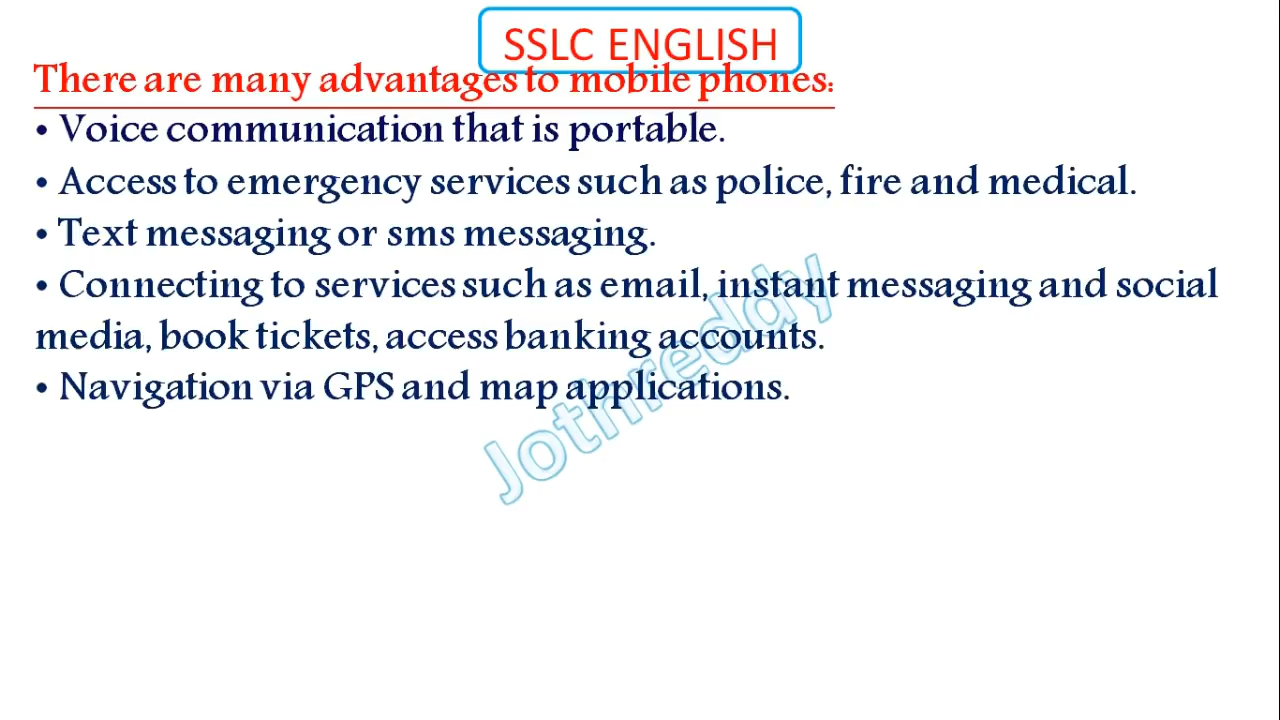 SSLC ENGLISH
There are many advantages to mobile phones:
• Voice communication that is portable.
• Access to emergency services such as police, fire and medical.
• Text messaging or sms messaging.
• Connecting to services such as email, instant messaging and social
media, book tickets, access banking accounts.
• Navigation via GPS and map applications.
Jothreddy